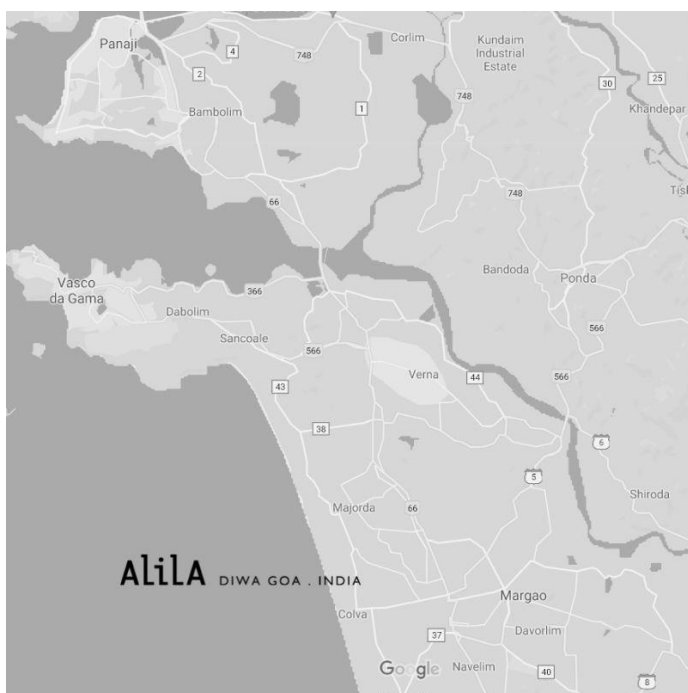 Panaji
4
748
Corlim
Kundaim
Industrial
Estate
2
748
30
25
Bambolim
1
Khandepar
748
Tisk
66
Bandoda
Ponda
Vasco
da Gama
366
Dabolim
Sancoale
566
566
Verna
44
566
43
38
6
5
Shiroda
Majorda
66
AlilA DIWA GOA . INDIA
Colva
Margao
37
Davorlim
Google
Navelim
40
8